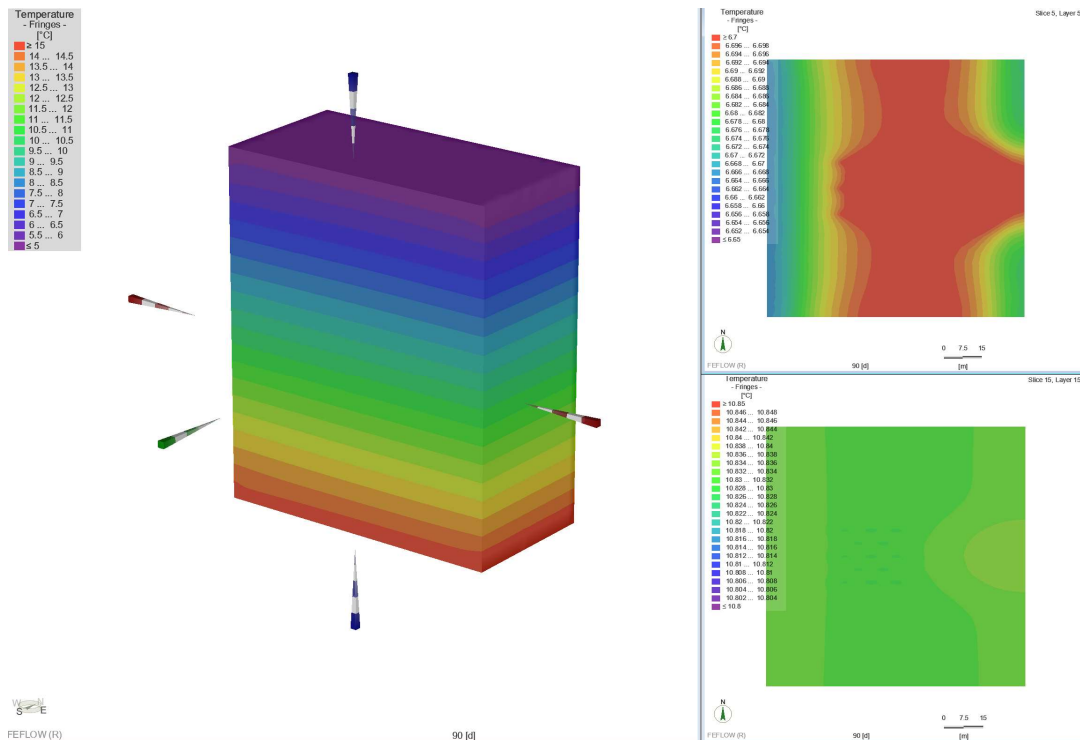 Temperature
- Fringes -
[°C]
≥ 15
14 ... 14.5
13.5 ... 14
13 ... 13.5
12.5 ... 13
12 ... 12.5
11.5 ... 12
11 ... 11.5
10.5 ... 11
10 ... 10.5
9.5 ... 10
9 ... 9.5
8.5 ... 9
8 ... 8.5
7.5 ... 8
7 ... 7.5
6.5 ... 7
6 ... 6.5
5.5 ... 6
≤ 5
W N
S E
FEFLOW (R)
90 [d]
Temperature
- Fringes -
[°C]
Slice 5, Layer 5
≥ 6.7
6.696 ... 6.698
6.694 ... 6.696
6.692 ... 6.694
6.69 ... 6.692
6.688 ... 6.69
6.686 ... 6.688
6.684 ... 6.686
6.682 ... 6.684
6.68 ... 6.682
6.678 ... 6.68
6.676 ... 6.678
6.674 ... 6.676
6.672 ... 6.674
6.67 ... 6.672
6.668 ... 6.67
6.666 ... 6.668
6.664 ... 6.666
6.662 ... 6.664
6.66 ... 6.662
6.658 ... 6.66
6.656 ... 6.658
6.654 ... 6.656
6.652 ... 6.654
≤ 6.65
N
0 7.5 15
FEFLOW (R)
90 [d]
[m]
Temperature
- Fringes -
[°C]
Slice 15, Layer 15
≥ 10.85
10.846 ... 10.848
10.844 ... 10.846
10.842 ... 10.844
10.84 ... 10.842
10.838 ... 10.84
10.836 ... 10.838
10.834 ... 10.836
10.832 ... 10.834
10.83 ... 10.832
10.828 ... 10.83
10.826 ... 10.828
10.824 ... 10.826
10.822 ... 10.824
10.82 ... 10.822
10.818 ... 10.82
10.816 ... 10.818
10.814 ... 10.816
10.812 ... 10.814
10.81 ... 10.812
10.808 ... 10.81
10.806 ... 10.808
10.804 ... 10.806
10.802 ... 10.804
≤ 10.8
N
0 7.5 15
FEFLOW (R)
90 [d]
[m]